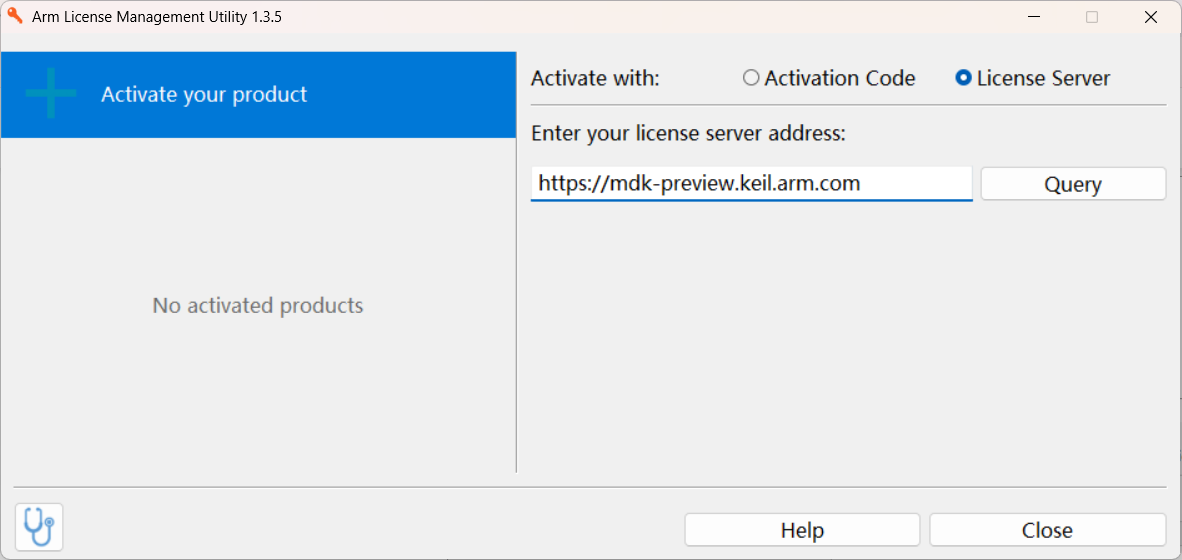 Arm License Management Utility 1.3.5
Activate your product
No activated products
Activate with:
Activation Code
License Server
Enter your license server address:
https://mdk-preview.keil.arm.com
Query
Help
Close